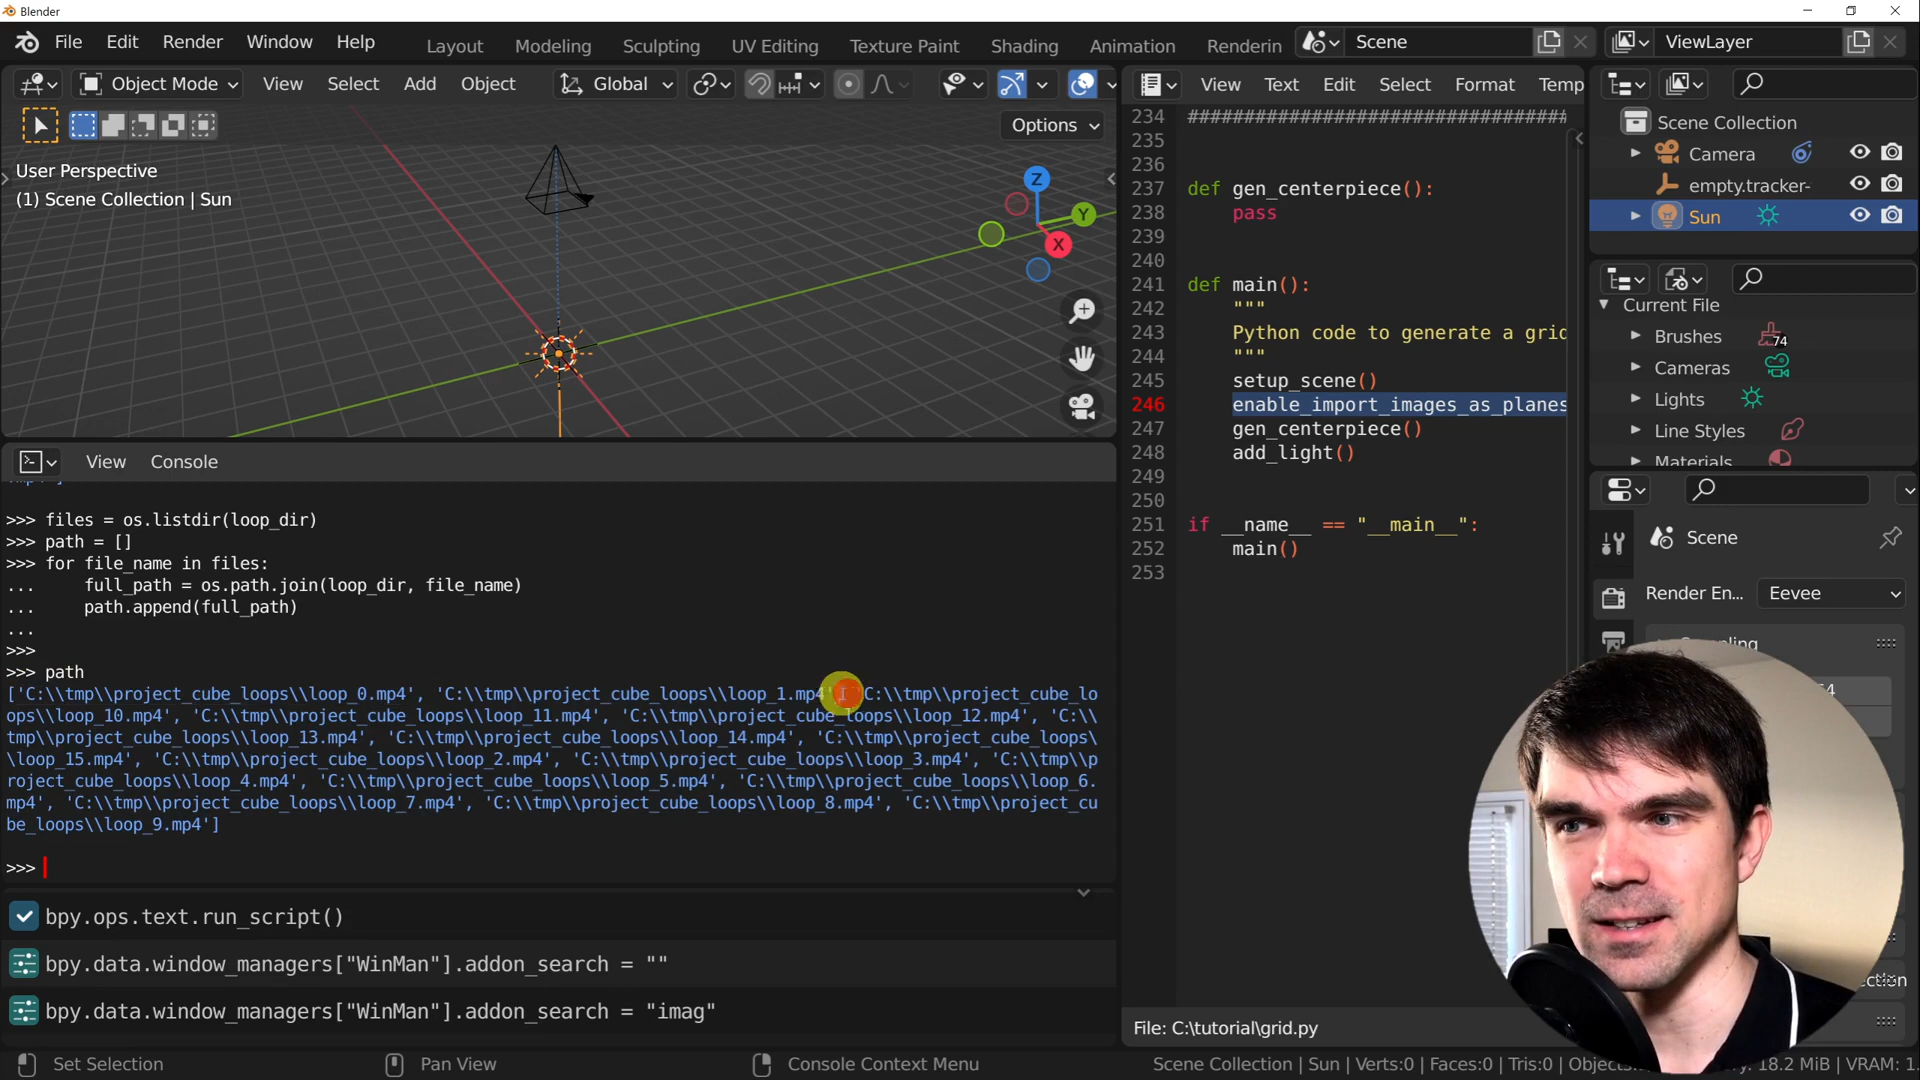 Blender
File Edit Render Window Help Layout Modeling Sculpting UV Editing Texture Paint Shading Animation Renderin Scene ViewLayer
Object Mode View Select Add Object Global
Options
User Perspective
(1) Scene Collection | Sun
Z
Y
X
View Console
>>> files = os.listdir(loop_dir)
>>> path = []
>>> for file_name in files:
...     full_path = os.path.join(loop_dir, file_name)
...     path.append(full_path)
...
>>>
>>> path
['C:\\tmp\\project_cube_loops\\loop_0.mp4', 'C:\\tmp\\project_cube_loops\\loop_1.mp4', 'C:\\tmp\\project_cube_lo
ops\\loop_10.mp4', 'C:\\tmp\\project_cube_loops\\loop_11.mp4', 'C:\\tmp\\project_cube_loops\\loop_12.mp4', 'C:\\
tmp\\project_cube_loops\\loop_13.mp4', 'C:\\tmp\\project_cube_loops\\loop_14.mp4', 'C:\\tmp\\project_cube_loops\
\loop_15.mp4', 'C:\\tmp\\project_cube_loops\\loop_2.mp4', 'C:\\tmp\\project_cube_loops\\loop_3.mp4', 'C:\\tmp\\p
roject_cube_loops\\loop_4.mp4', 'C:\\tmp\\project_cube_loops\\loop_5.mp4', 'C:\\tmp\\project_cube_loops\\loop_6.
mp4', 'C:\\tmp\\project_cube_loops\\loop_7.mp4', 'C:\\tmp\\project_cube_loops\\loop_8.mp4', 'C:\\tmp\\project_cu
be_loops\\loop_9.mp4']
>>>
bpy.ops.text.run_script()
bpy.data.window_managers["WinMan"].addon_search = ""
bpy.data.window_managers["WinMan"].addon_search = "imag"
View Text Edit Select Format Temp
234 #################################
235
236
237 def gen_centerpiece():
238     pass
239
240
241 def main():
242     """
243     Python code to generate a grid
244     """
245     setup_scene()
246     enable_import_images_as_planes
247     gen_centerpiece()
248     add_light()
249
250
251 if __name__ == "__main__":
252     main()
253
File: C:\tutorial\grid.py
Scene Collection
Camera
empty.tracker-
Sun
Current File
Brushes 74
Cameras
Lights
Line Styles
Materials
Scene
Render En... Eevee
Set Selection Pan View Console Context Menu Scene Collection | Sun | Verts:0 | Faces:0 | Tris:0 | 18.2 MiB | VRAM: 1.